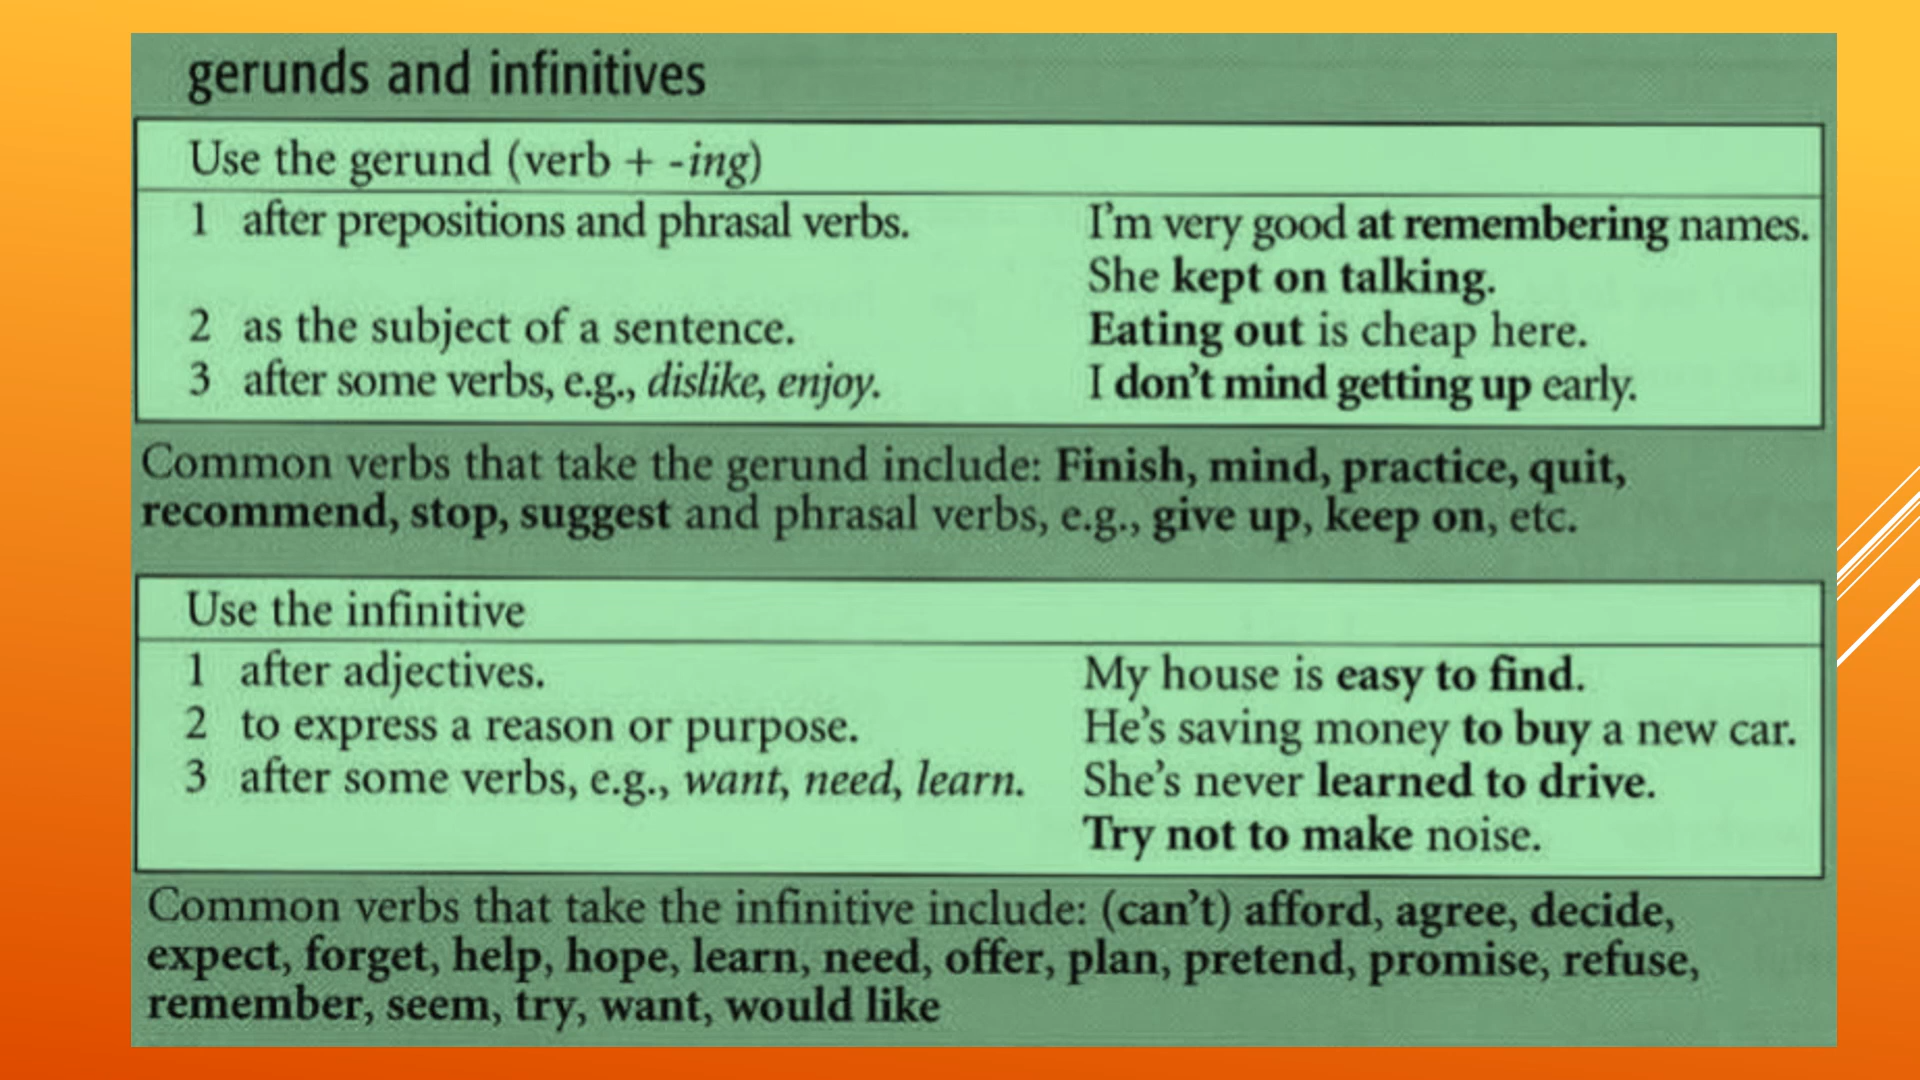 gerunds and infinitives
Use the gerund (verb + -ing)
1 after prepositions and phrasal verbs. I'm very good at remembering names.
She kept on talking.
2 as the subject of a sentence. Eating out is cheap here.
3 after some verbs, e.g., dislike, enjoy. I don't mind getting up early.
Common verbs that take the gerund include: Finish, mind, practice, quit,
recommend, stop, suggest and phrasal verbs, e.g., give up, keep on, etc.
Use the infinitive
1 after adjectives. My house is easy to find.
2 to express a reason or purpose. He's saving money to buy a new car.
3 after some verbs, e.g., want, need, learn. She's never learned to drive.
Try not to make noise.
Common verbs that take the infinitive include: (can't) afford, agree, decide,
expect, forget, help, hope, learn, need, offer, plan, pretend, promise, refuse,
remember, seem, try, want, would like